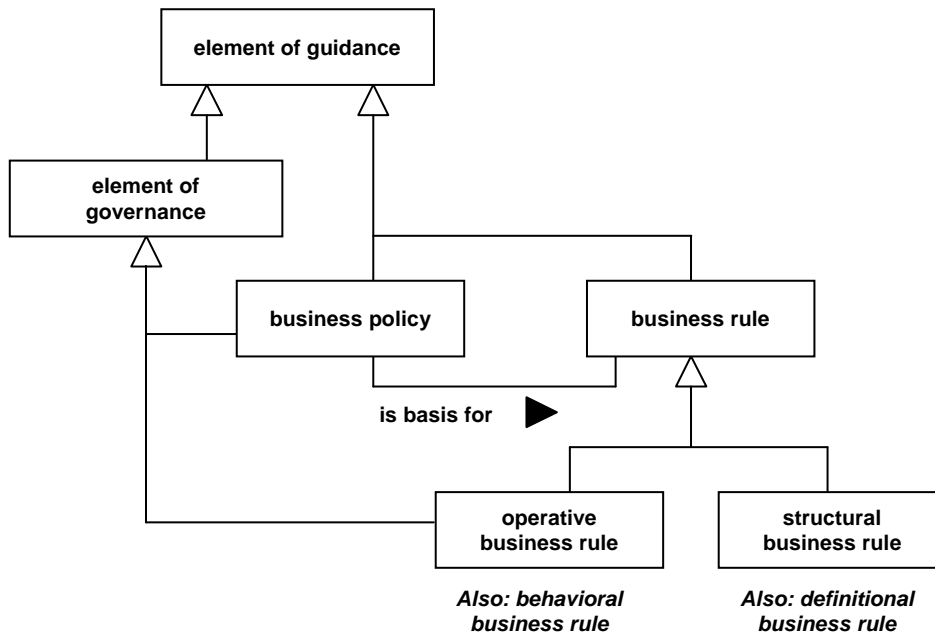 element of guidance
element of
governance
business policy
business rule
is basis for
operative
business rule
structural
business rule
Also: behavioral
business rule
Also: definitional
business rule